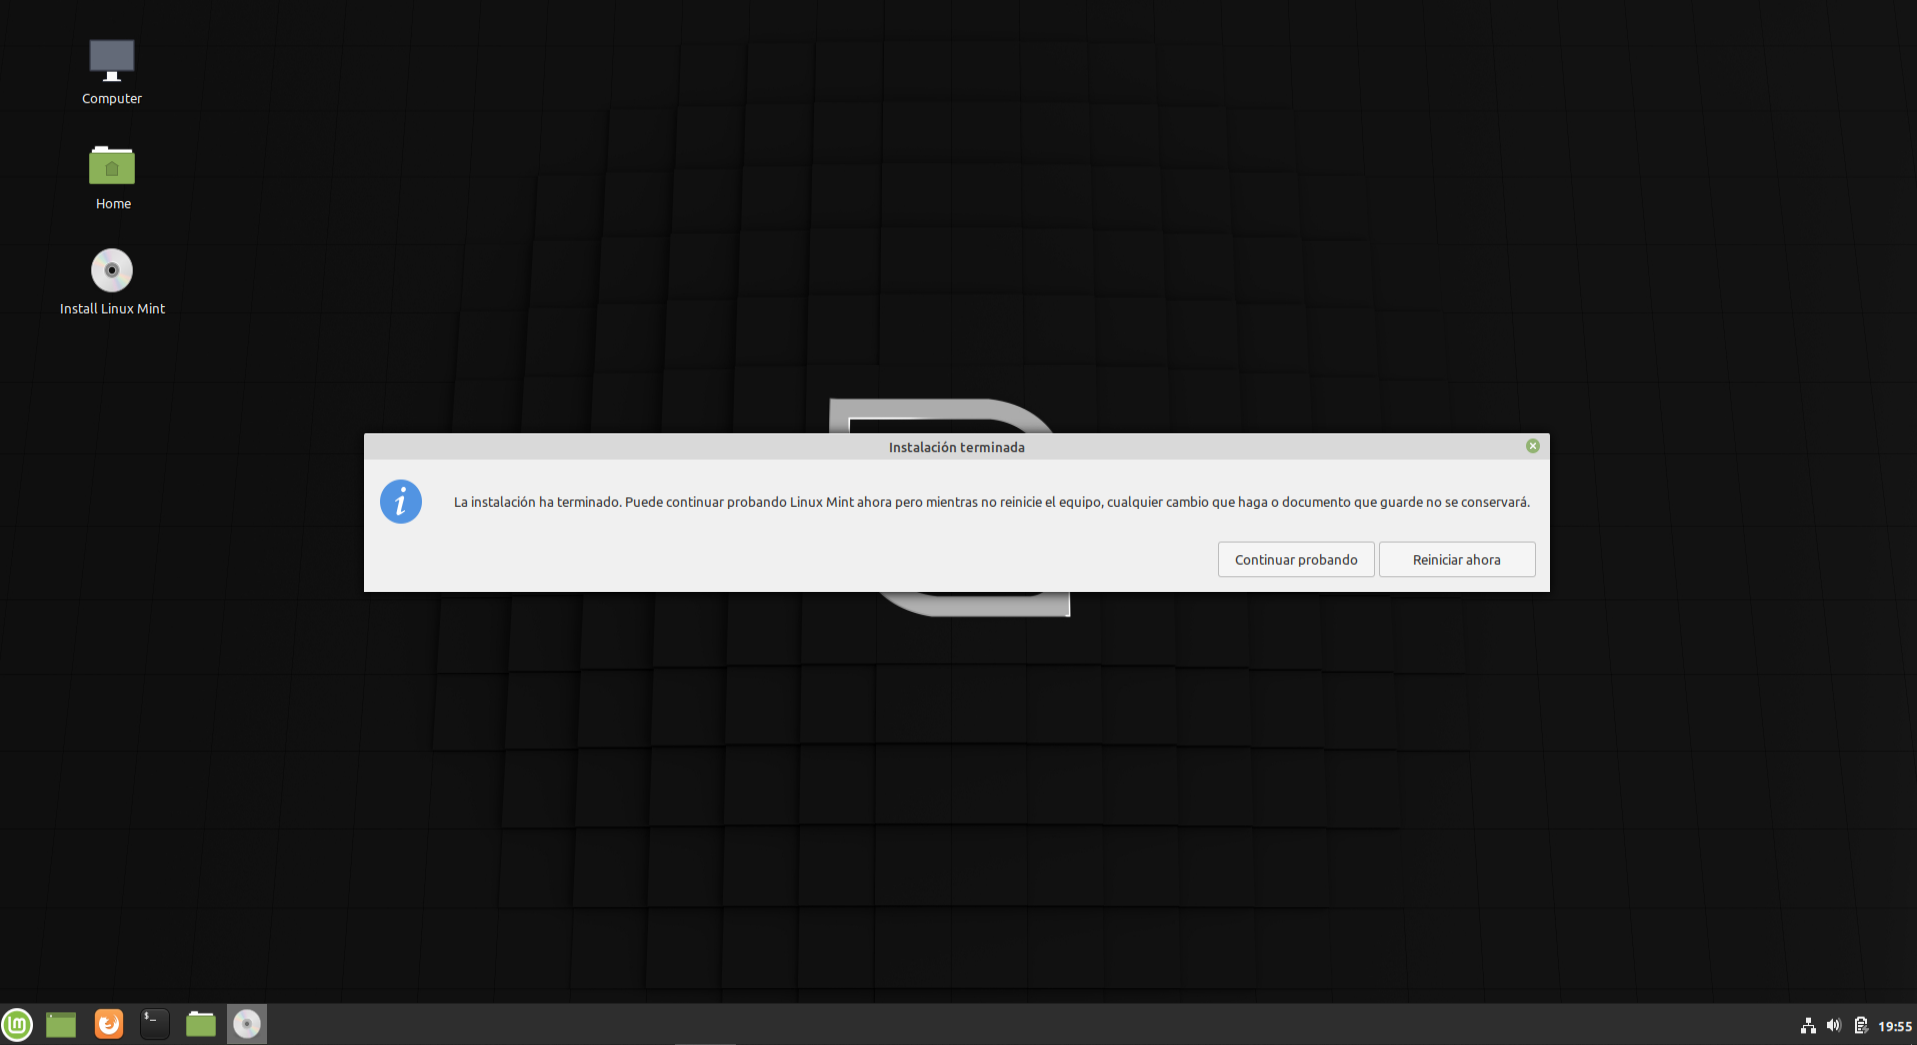 Computer
Home
Install Linux Mint
Instalación terminada
La instalación ha terminado. Puede continuar probando Linux Mint ahora pero mientras no reinicie el equipo, cualquier cambio que haga o documento que guarde no se conservará.
Continuar probando
Reiniciar ahora
$_
19:55